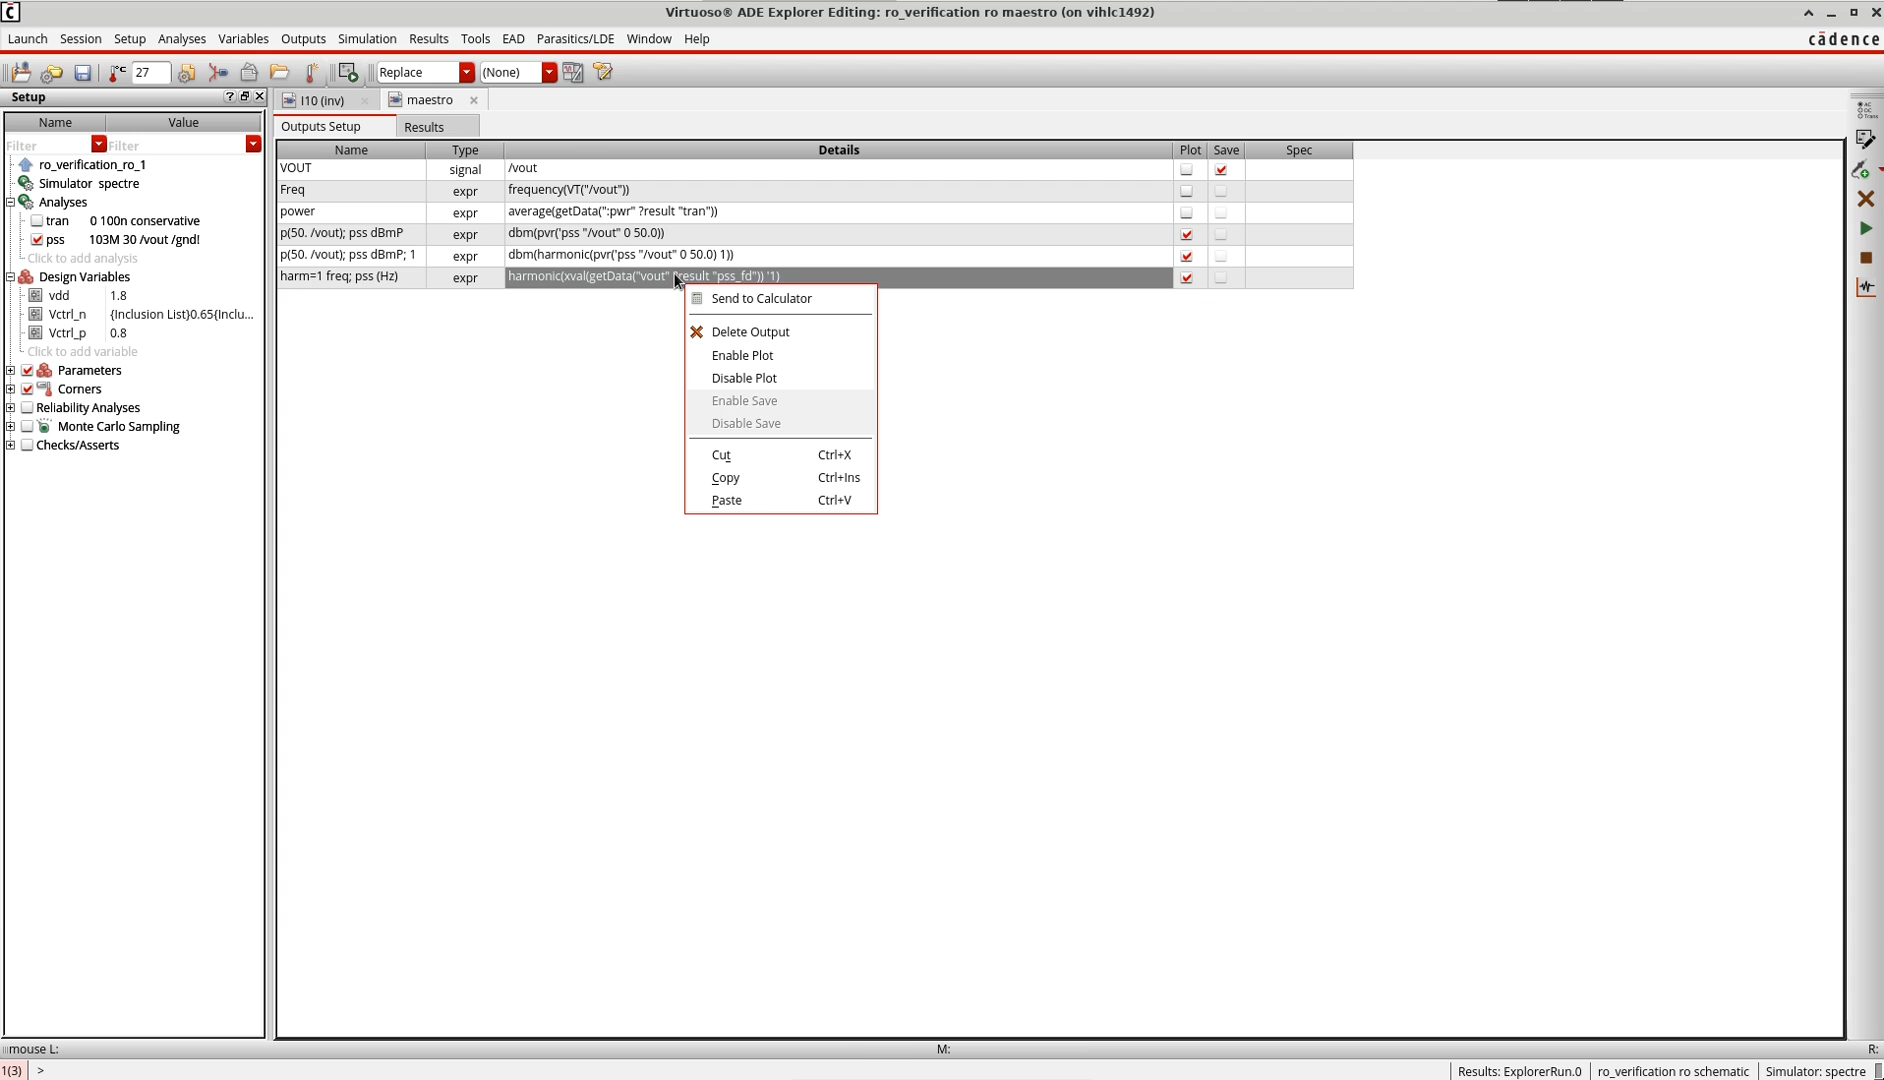 Virtuoso® ADE Explorer Editing: ro_verification ro maestro (on vihlc1492)
Launch Session Setup Analyses Variables Outputs Simulation Results Tools EAD Parasitics/LDE Window Help
cādence
27 Replace (None)
Setup
Name Value
Filter Filter
ro_verification_ro_1
Simulator spectre
Analyses
tran 0 100n conservative
pss 103M 30 /vout /gnd!
Click to add analysis
Design Variables
vdd 1.8
Vctrl_n {Inclusion List}0.65{Inclu...
Vctrl_p 0.8
Click to add variable
Parameters
Corners
Reliability Analyses
Monte Carlo Sampling
Checks/Asserts
I10 (inv) maestro
Outputs Setup Results
Name Type Details Plot Save Spec
VOUT signal /vout
Freq expr frequency(VT("/vout"))
power expr average(getData(":pwr" ?result "tran"))
p(50. /vout); pss dBmP expr dbm(pvr('pss "/vout" 0 50.0))
p(50. /vout); pss dBmP; 1 expr dbm(harmonic(pvr('pss "/vout" 0 50.0) 1))
harm=1 freq; pss (Hz) expr harmonic(xval(getData("vout" ?result "pss_fd")) '1)
Send to Calculator
Delete Output
Enable Plot
Disable Plot
Enable Save
Disable Save
Cut Ctrl+X
Copy Ctrl+Ins
Paste Ctrl+V
AC
DC
Trans
mouse L: M: R:
1(3) >
Results: ExplorerRun.0 ro_verification ro schematic Simulator: spectre